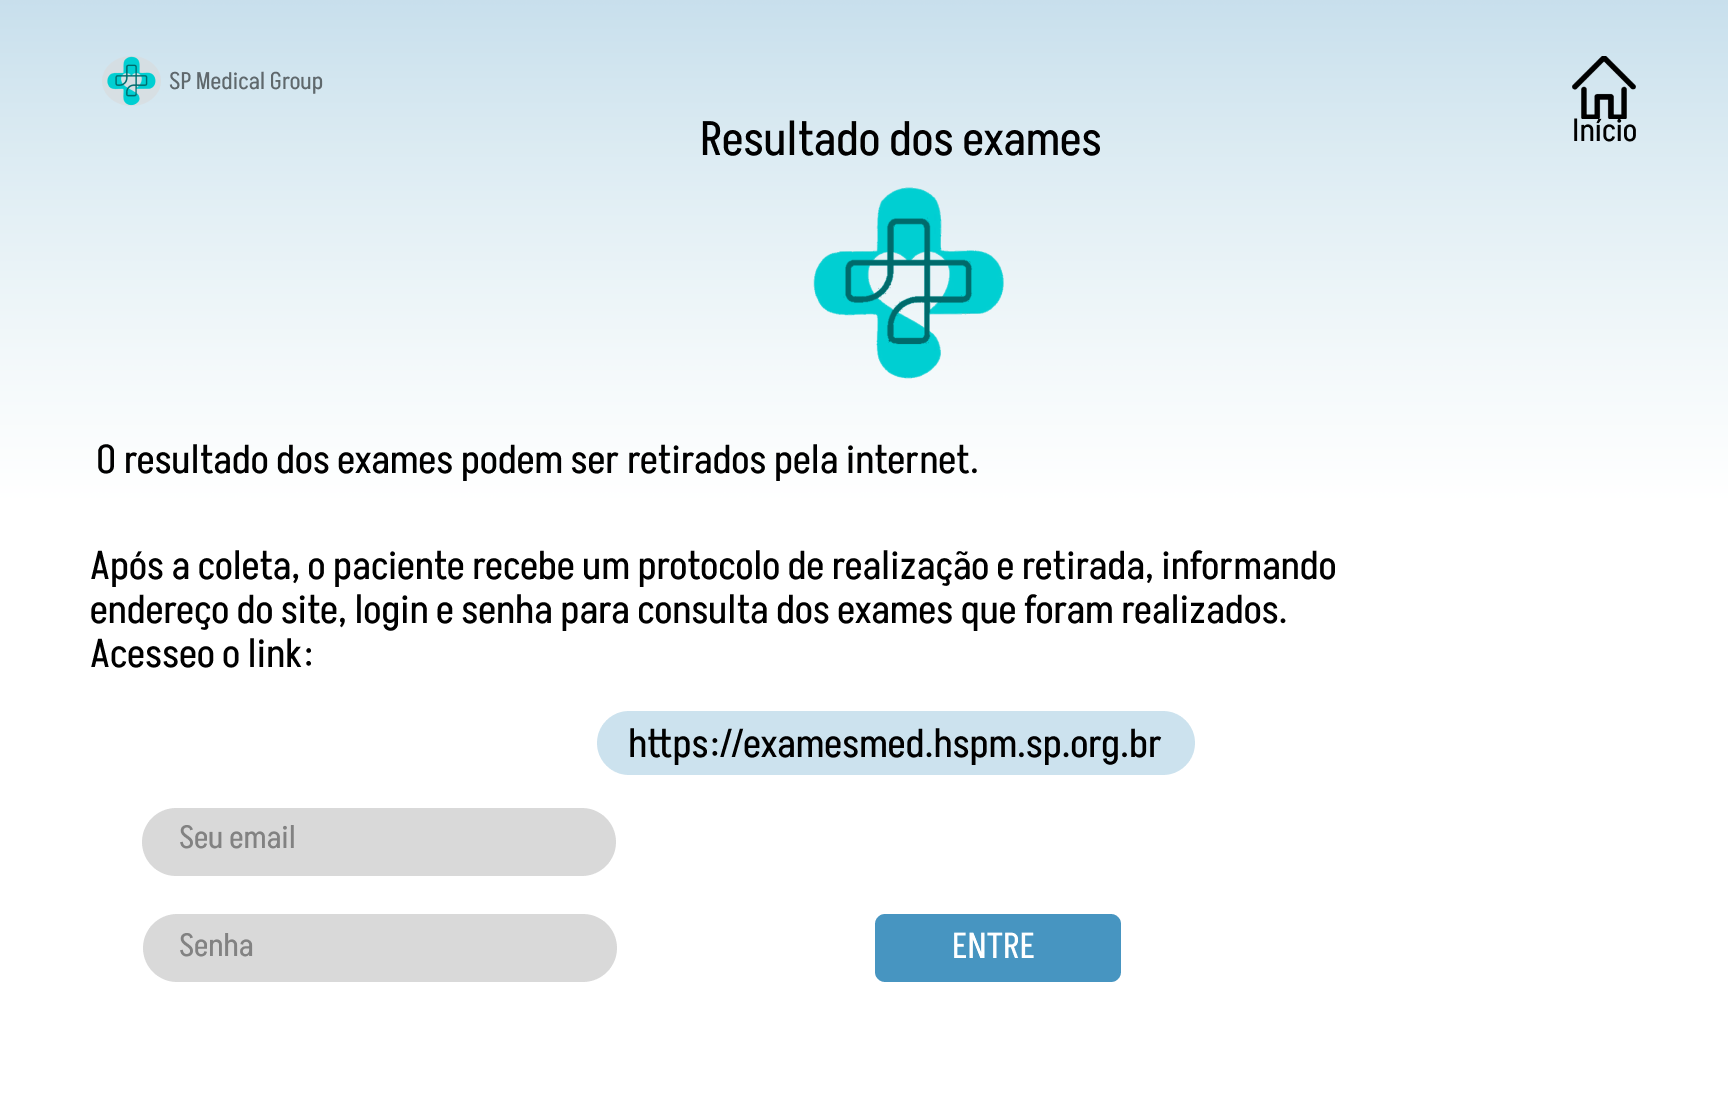 SP Medical Group
Início
Resultado dos exames
O resultado dos exames podem ser retirados pela internet.
Após a coleta, o paciente recebe um protocolo de realização e retirada, informando
endereço do site, login e senha para consulta dos exames que foram realizados.
Acesseo o link:
https://examesmed.hspm.sp.org.br
Seu email
Senha
ENTRE